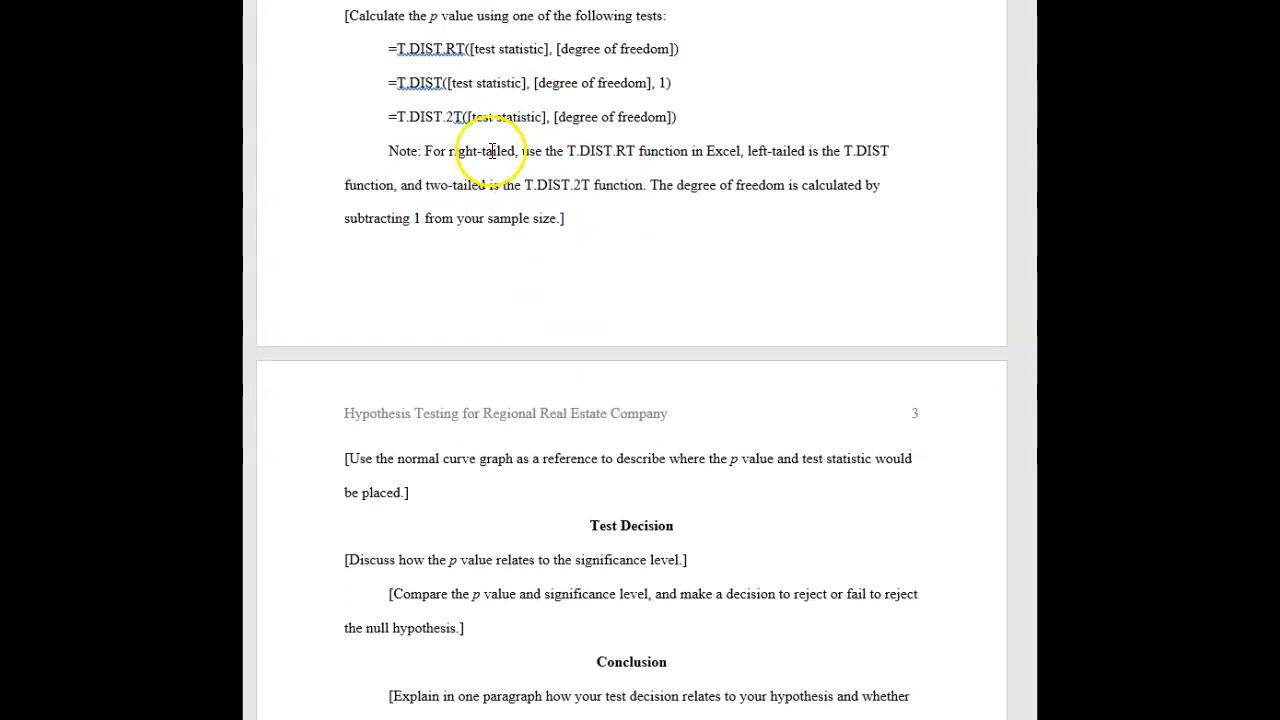 [Calculate the p value using one of the following tests:
=T.DIST.RT([test statistic], [degree of freedom])
=T.DIST([test statistic], [degree of freedom], 1)
=T.DIST.2T([test statistic], [degree of freedom])
Note: For right-tailed, use the T.DIST.RT function in Excel, left-tailed is the T.DIST
function, and two-tailed is the T.DIST.2T function. The degree of freedom is calculated by
subtracting 1 from your sample size.]
Hypothesis Testing for Regional Real Estate Company 3
[Use the normal curve graph as a reference to describe where the p value and test statistic would
be placed.]
Test Decision
[Discuss how the p value relates to the significance level.]
[Compare the p value and significance level, and make a decision to reject or fail to reject
the null hypothesis.]
Conclusion
[Explain in one paragraph how your test decision relates to your hypothesis and whether